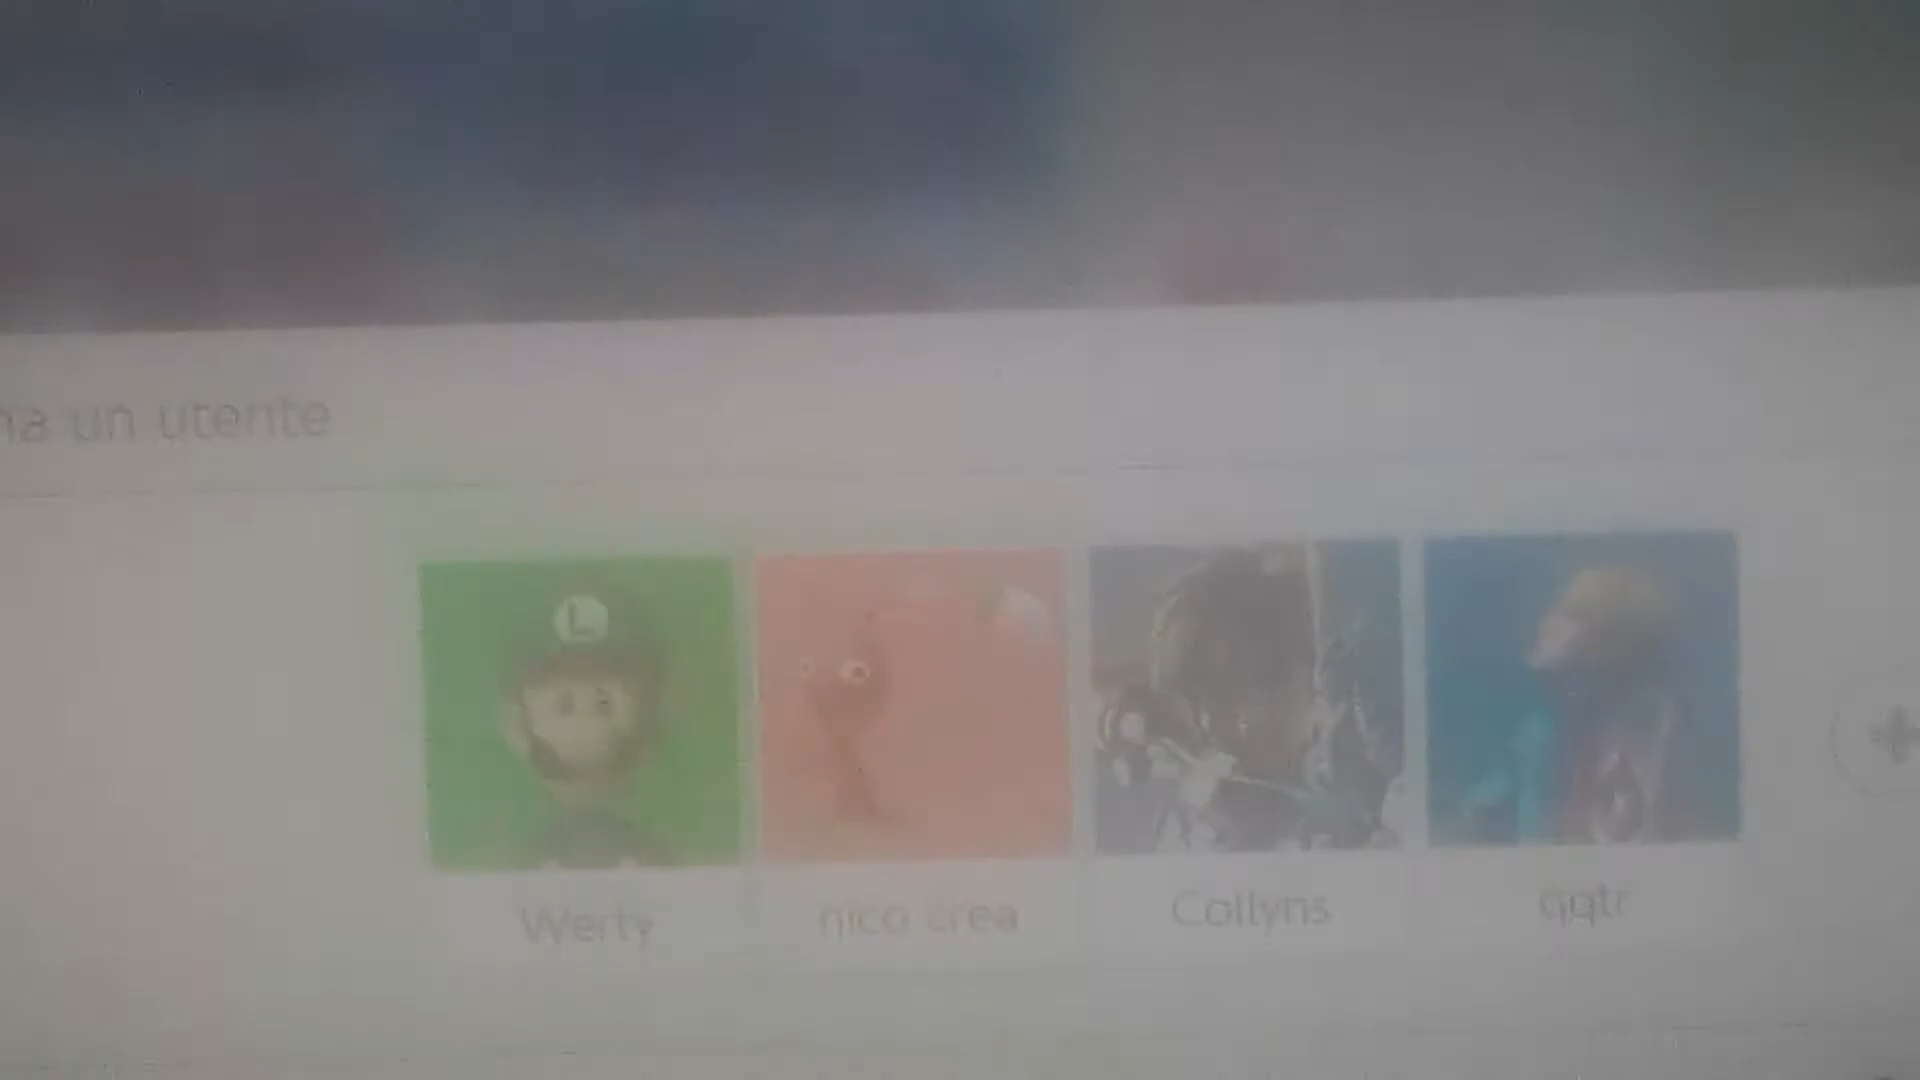 un utente
L
Werty
nico crea
Collyns
qqtr